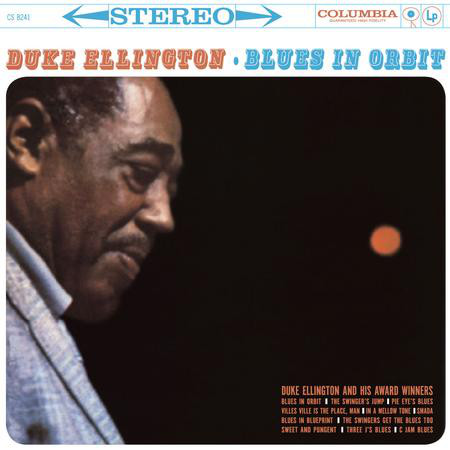 CS 8241 STEREO COLUMBIA Lp
GUARANTEED HIGH FIDELITY
DUKE ELLINGTON • BLUES IN ORBIT
DUKE ELLINGTON AND HIS AWARD WINNERS
BLUES IN ORBIT ▮ THE SWINGER'S JUMP ▮ PIE EYE'S BLUES
VILLES VILLE IS THE PLACE, MAN ▮ IN A MELLOW TONE ▮ SMADA
BLUES IN BLUEPRINT ▮ THE SWINGERS GET THE BLUES TOO
SWEET AND PUNGENT ▮ THREE J'S BLUES ▮ C JAM BLUES